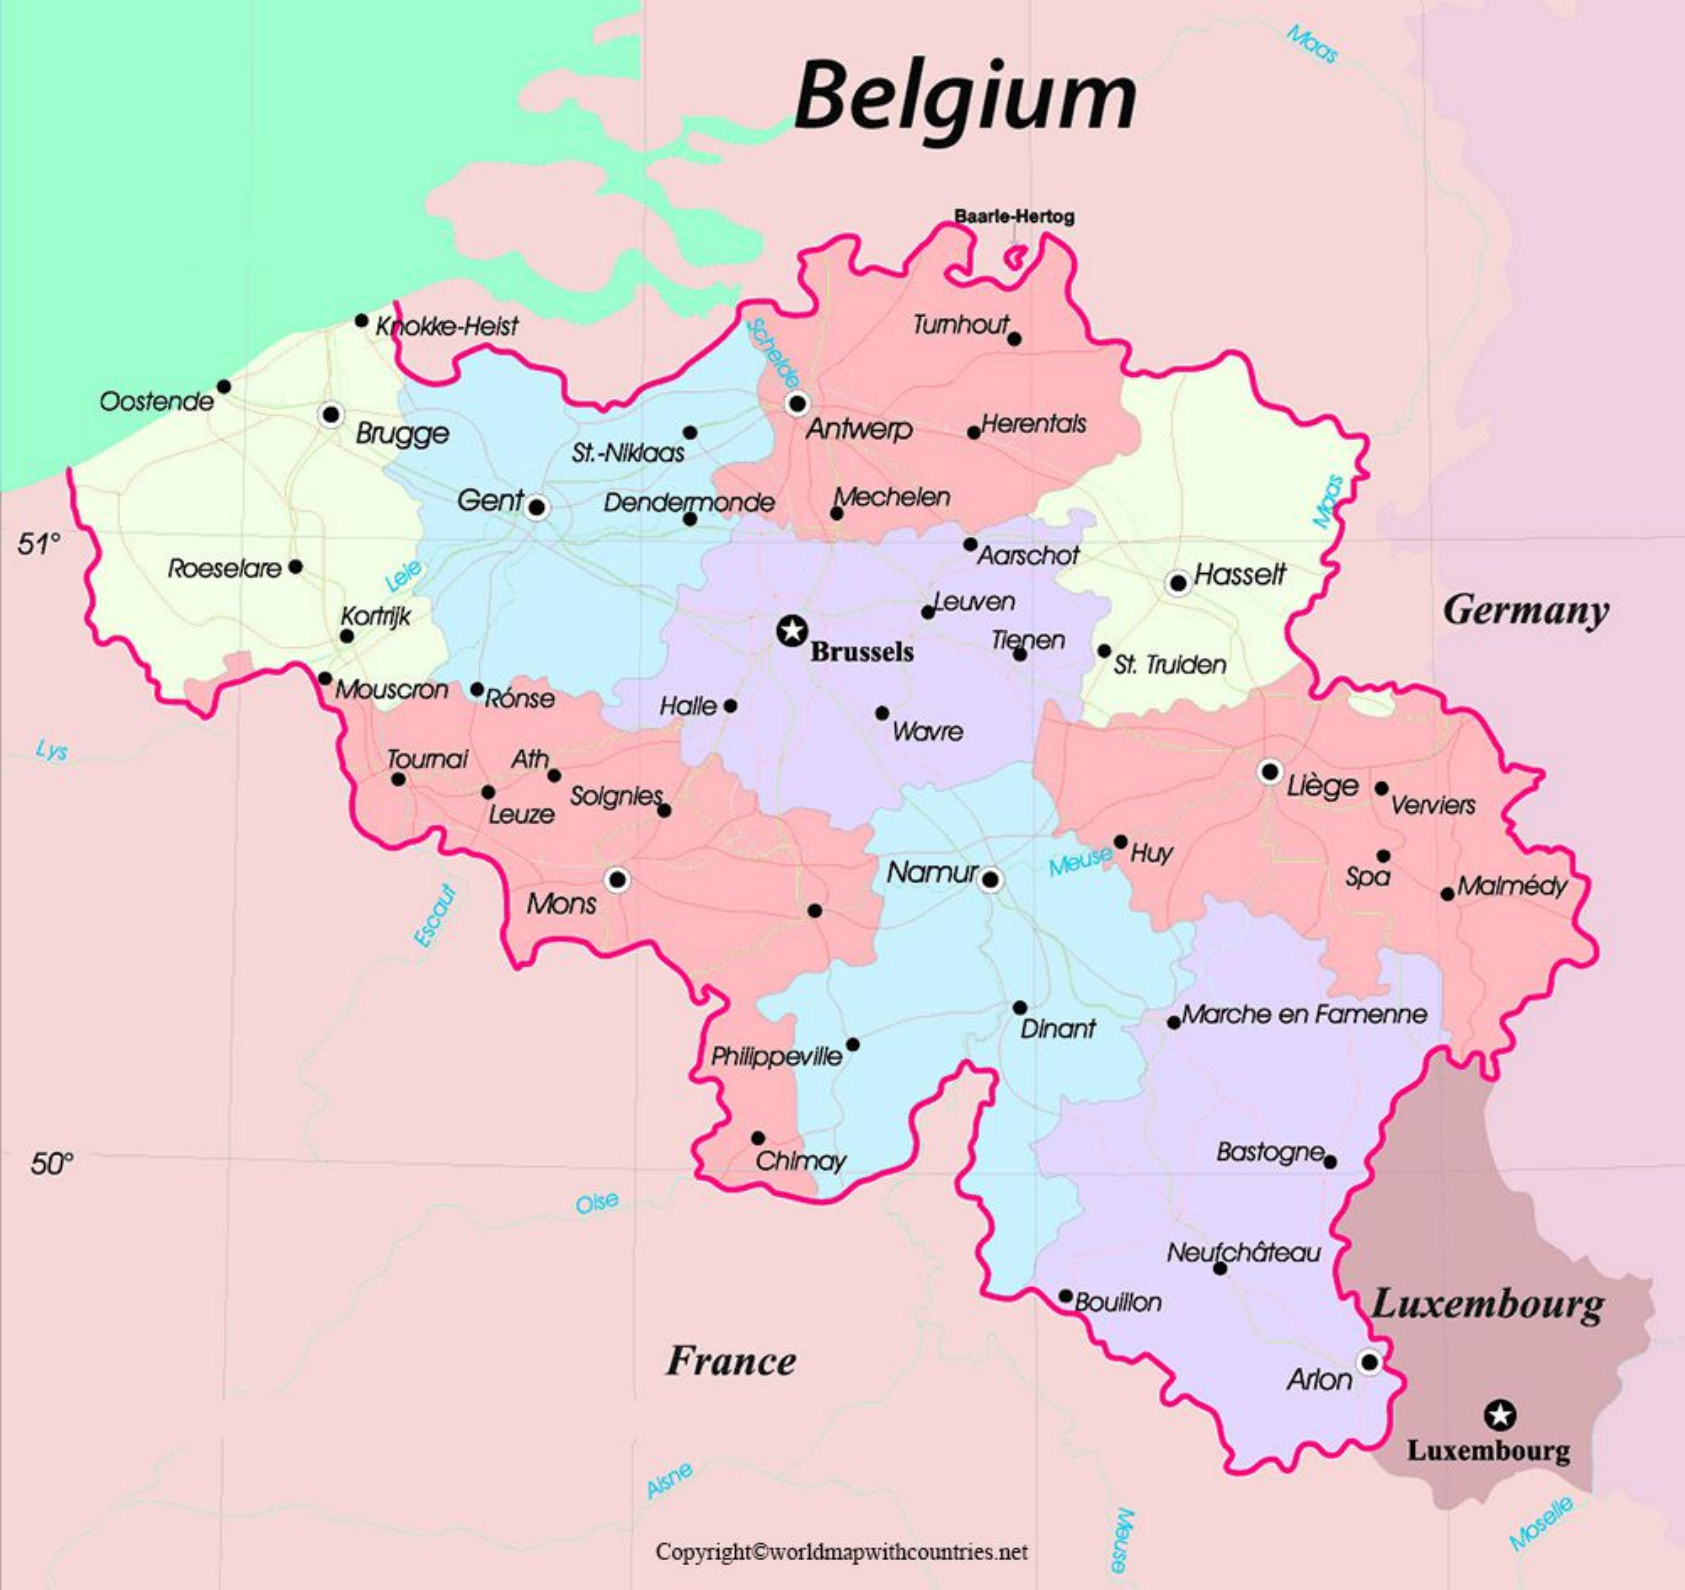 Maas
Belgium
Baarle-Hertog
Knokke-Heist
Turnhout
Schelde
Oostende
Brugge
Antwerp
Herentals
St.-Niklaas
Gent
Dendermonde
Mechelen
Maas
51°
Aarschot
Roeselare
Leie
Hasselt
Leuven
Germany
Kortrijk
Tienen
Brussels
St. Truiden
Mouscron
Rónse
Halle
Wavre
Lys
Tournai
Ath
Soignies
Liège
Leuze
Verviers
Huy
Meuse
Namur
Spa
Malmédy
Mons
Escaut
Marche en Famenne
Dinant
Philippeville
Bastogne
50°
Chimay
Oise
Neufchâteau
Bouillon
Luxembourg
France
Arlon
Luxembourg
Aisne
Moselle
Meuse
Copyright©worldmapwithcountries.net